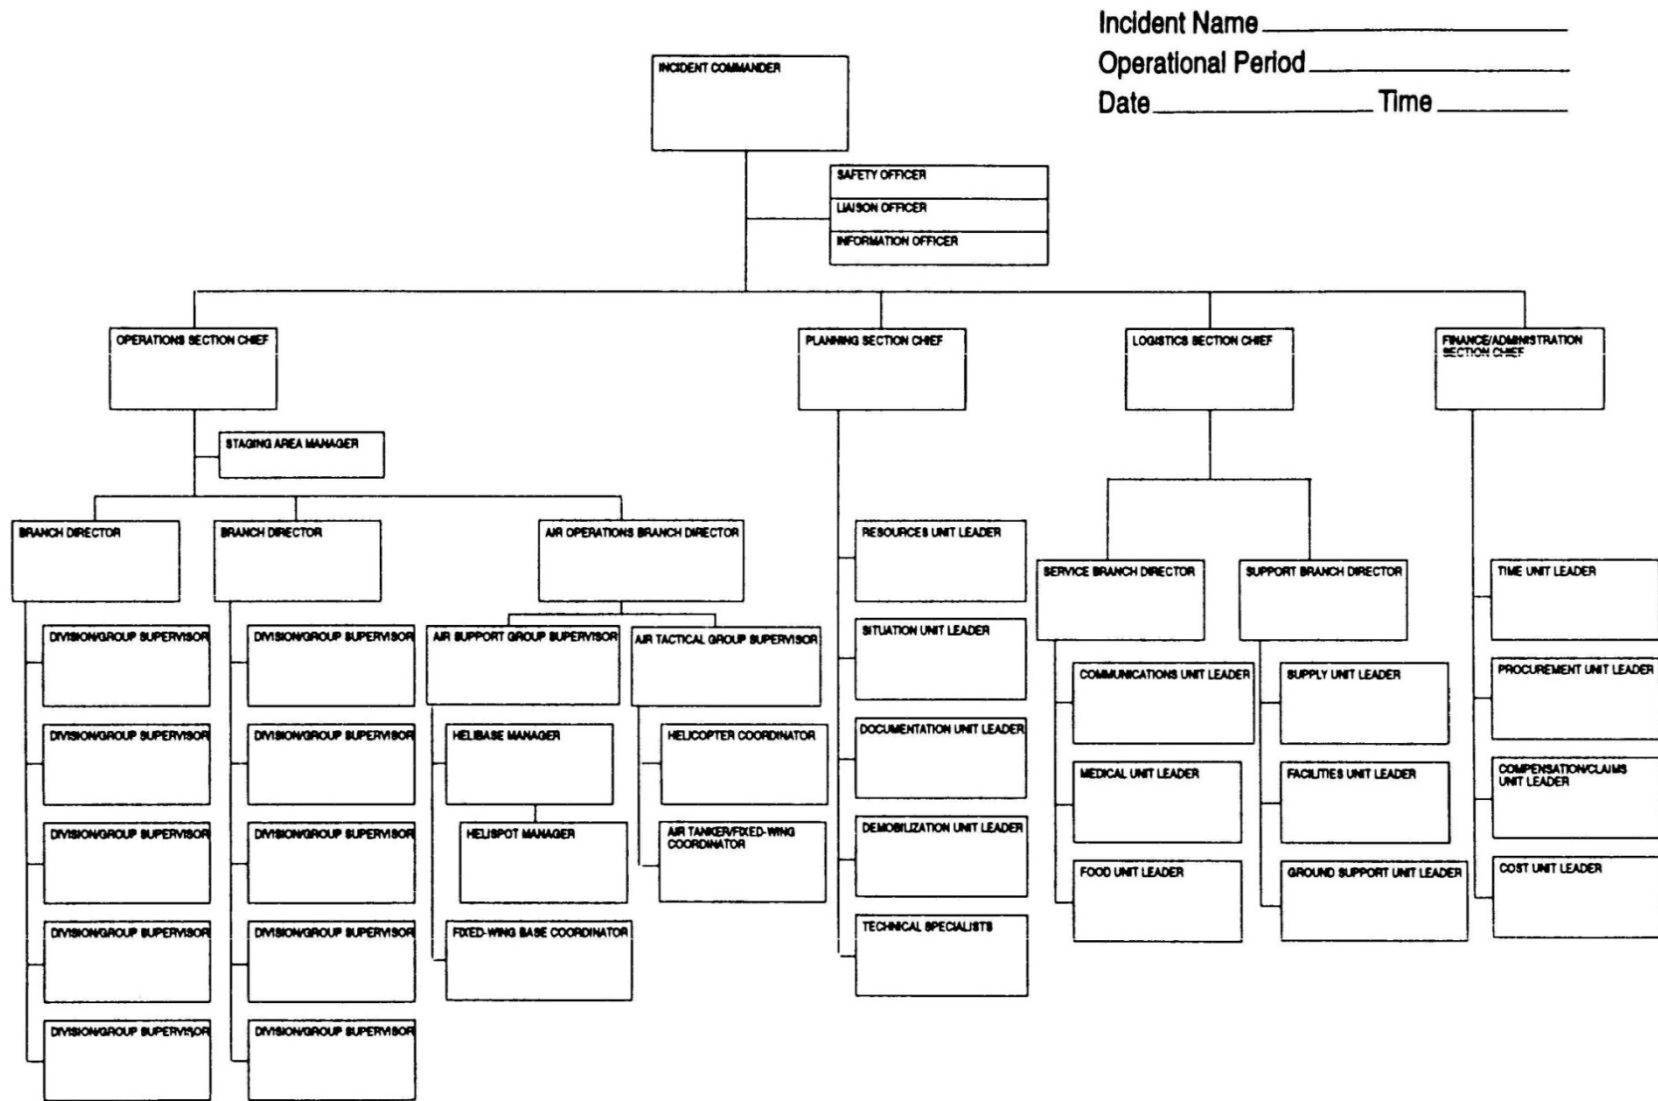 Incident Name
Operational Period
Date Time
INCIDENT COMMANDER
SAFETY OFFICER
LIAISON OFFICER
INFORMATION OFFICER
OPERATIONS SECTION CHIEF
PLANNING SECTION CHIEF
LOGISTICS SECTION CHIEF
FINANCE/ADMINISTRATION
SECTION CHIEF
STAGING AREA MANAGER
BRANCH DIRECTOR
BRANCH DIRECTOR
AIR OPERATIONS BRANCH DIRECTOR
RESOURCES UNIT LEADER
SERVICE BRANCH DIRECTOR
SUPPORT BRANCH DIRECTOR
TIME UNIT LEADER
DIVISION/GROUP SUPERVISOR
DIVISION/GROUP SUPERVISOR
AIR SUPPORT GROUP SUPERVISOR
AIR TACTICAL GROUP SUPERVISOR
SITUATION UNIT LEADER
COMMUNICATIONS UNIT LEADER
SUPPLY UNIT LEADER
PROCUREMENT UNIT LEADER
DIVISION/GROUP SUPERVISOR
DIVISION/GROUP SUPERVISOR
HELIBASE MANAGER
HELICOPTER COORDINATOR
DOCUMENTATION UNIT LEADER
MEDICAL UNIT LEADER
FACILITIES UNIT LEADER
COMPENSATION/CLAIMS
UNIT LEADER
DIVISION/GROUP SUPERVISOR
DIVISION/GROUP SUPERVISOR
HELISPOT MANAGER
AIR TANKER/FIXED-WING
COORDINATOR
DEMOBILIZATION UNIT LEADER
FOOD UNIT LEADER
GROUND SUPPORT UNIT LEADER
COST UNIT LEADER
DIVISION/GROUP SUPERVISOR
DIVISION/GROUP SUPERVISOR
FIXED-WING BASE COORDINATOR
TECHNICAL SPECIALISTS
DIVISION/GROUP SUPERVISOR
DIVISION/GROUP SUPERVISOR